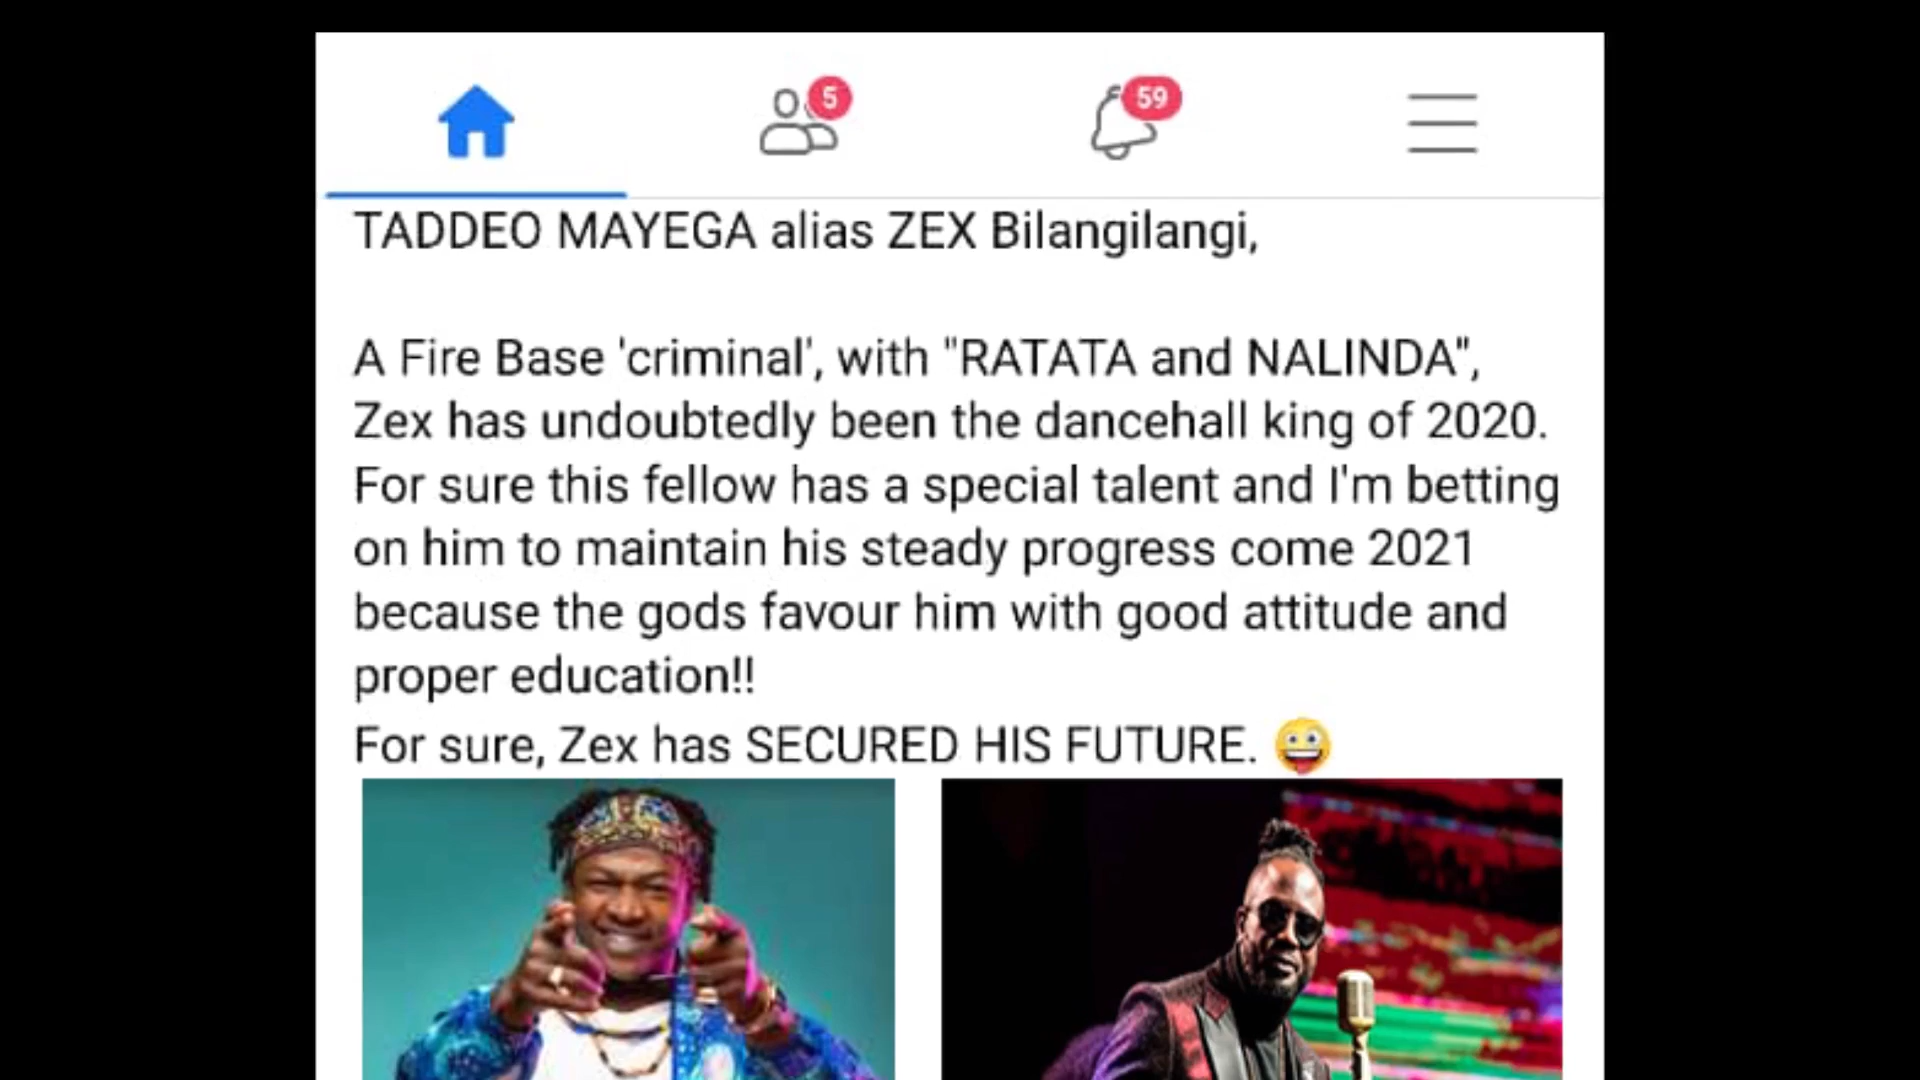 5
59
TADDEO MAYEGA alias ZEX Bilangilangi,
A Fire Base 'criminal', with "RATATA and NALINDA",
Zex has undoubtedly been the dancehall king of 2020.
For sure this fellow has a special talent and I'm betting
on him to maintain his steady progress come 2021
because the gods favour him with good attitude and
proper education!!
For sure, Zex has SECURED HIS FUTURE. 🤪